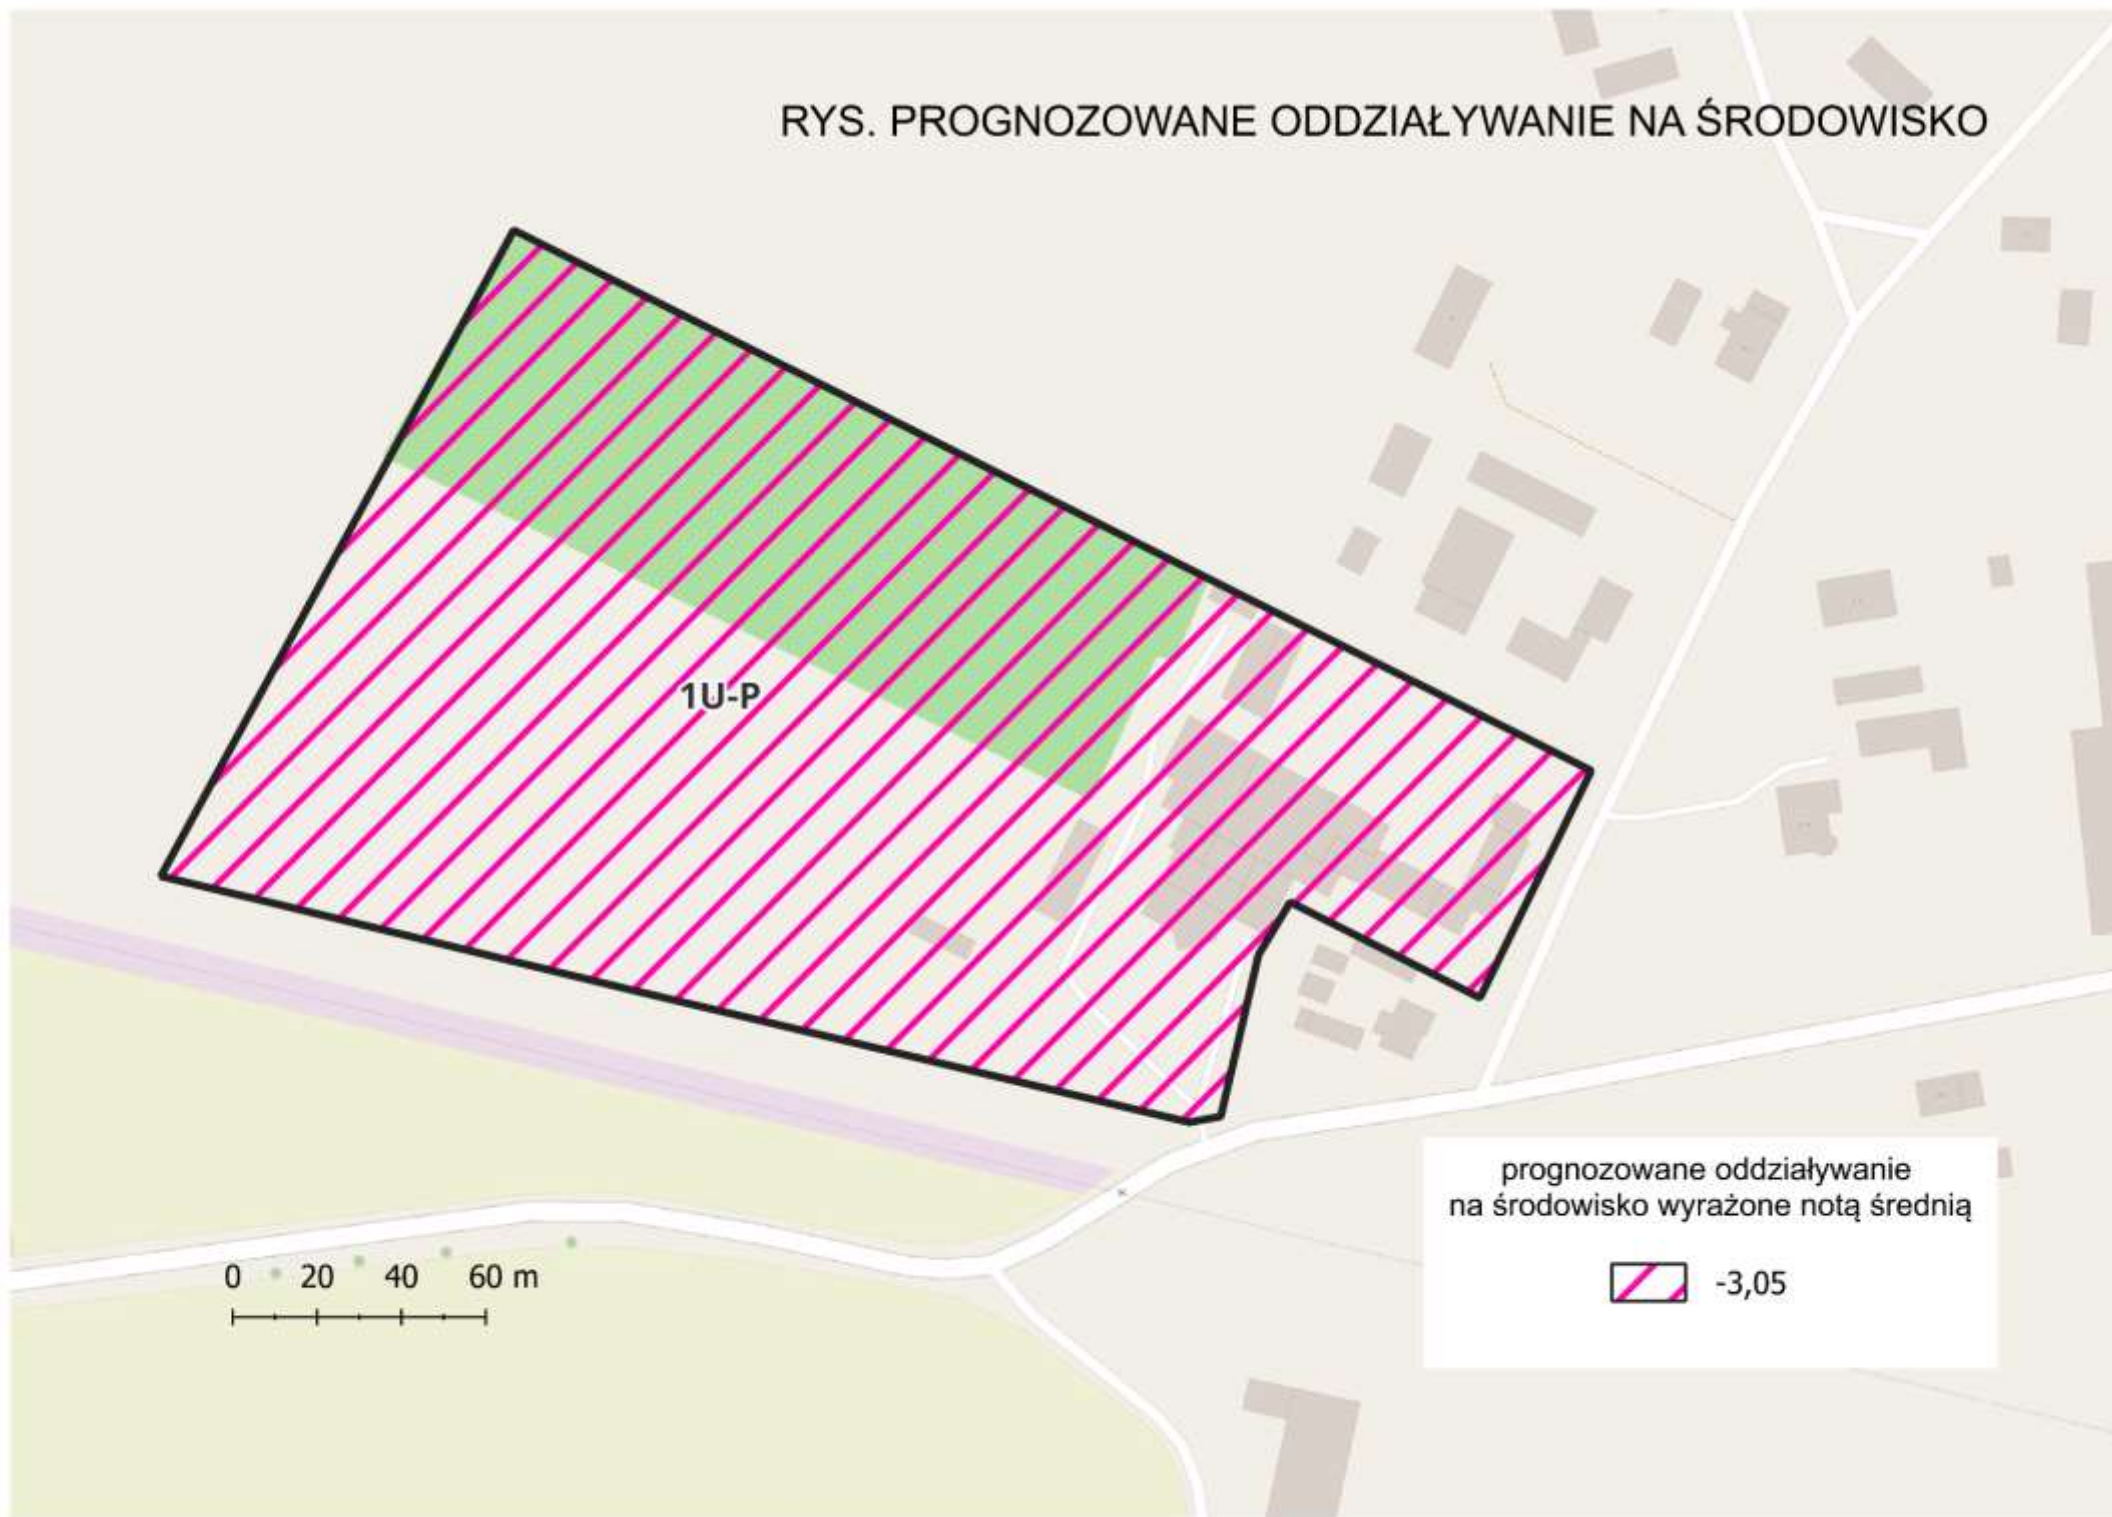 RYS. PROGNOZOWANE ODDZIAŁYWANIE NA ŚRODOWISKO
1U-P
prognozowane oddziaływanie
na środowisko wyrażone notą średnią
-3,05
0 20 40 60 m